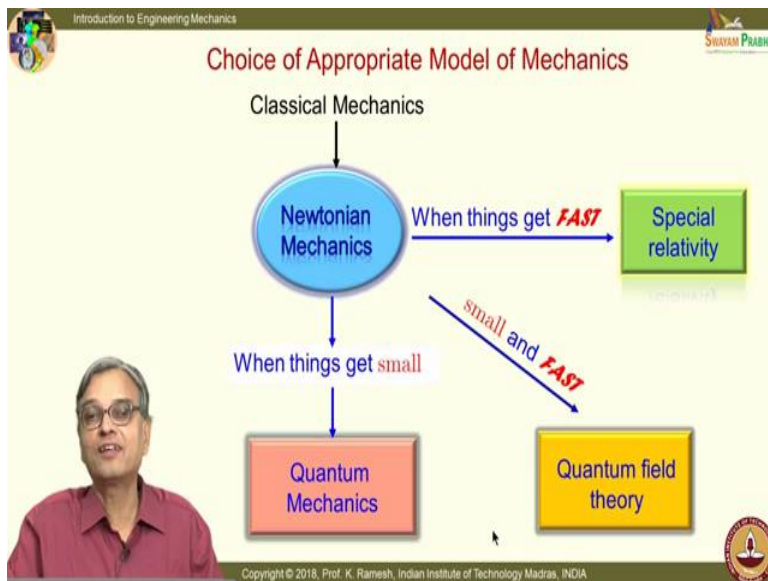 Introduction to Engineering Mechanics
SWAYAM PRABH
Choice of Appropriate Model of Mechanics
Classical Mechanics
Newtonian
Mechanics
When things get FAST
Special
relativity
small and FAST
When things get small
Quantum
Mechanics
Quantum field
theory
Copyright © 2018, Prof. K. Ramesh, Indian Institute of Technology Madras, INDIA